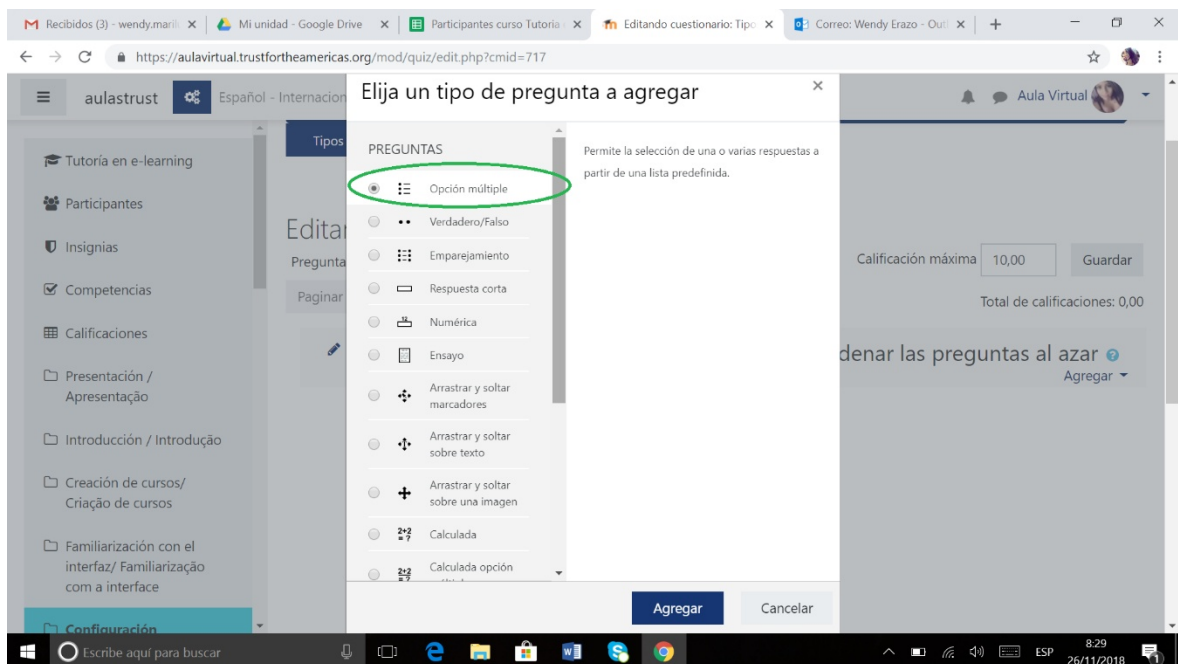 Recibidos (3) - wendy.mari
Mi unidad - Google Drive
Participantes curso Tutoria
Editando cuestionario: Tipo
Correo: Wendy Erazo - Outl
https://aulavirtual.trustfortheamericas.org/mod/quiz/edit.php?cmid=717
aulastrust
Español - Internacion
Aula Virtual
Elija un tipo de pregunta a agregar
Tipos
PREGUNTAS
Permite la selección de una o varias respuestas a
partir de una lista predefinida.
Opción múltiple
Verdadero/Falso
Emparejamiento
Respuesta corta
Numérica
Ensayo
Arrastrar y soltar
marcadores
Arrastrar y soltar
sobre texto
Arrastrar y soltar
sobre una imagen
2+2
= ?
Calculada
2+2
= ?
Calculada opción
Agregar
Cancelar
Tutoría en e-learning
Participantes
Insignias
Competencias
Calificaciones
Presentación /
Apresentação
Introducción / Introdução
Creación de cursos/
Criação de cursos
Familiarización con el
interfaz/ Familiarização
com a interface
Configuración
Editar
Pregunta
Paginar
Calificación máxima 10,00 Guardar
Total de calificaciones: 0,00
denar las preguntas al azar
Agregar
Escribe aquí para buscar
ESP
8:29
26/11/2018